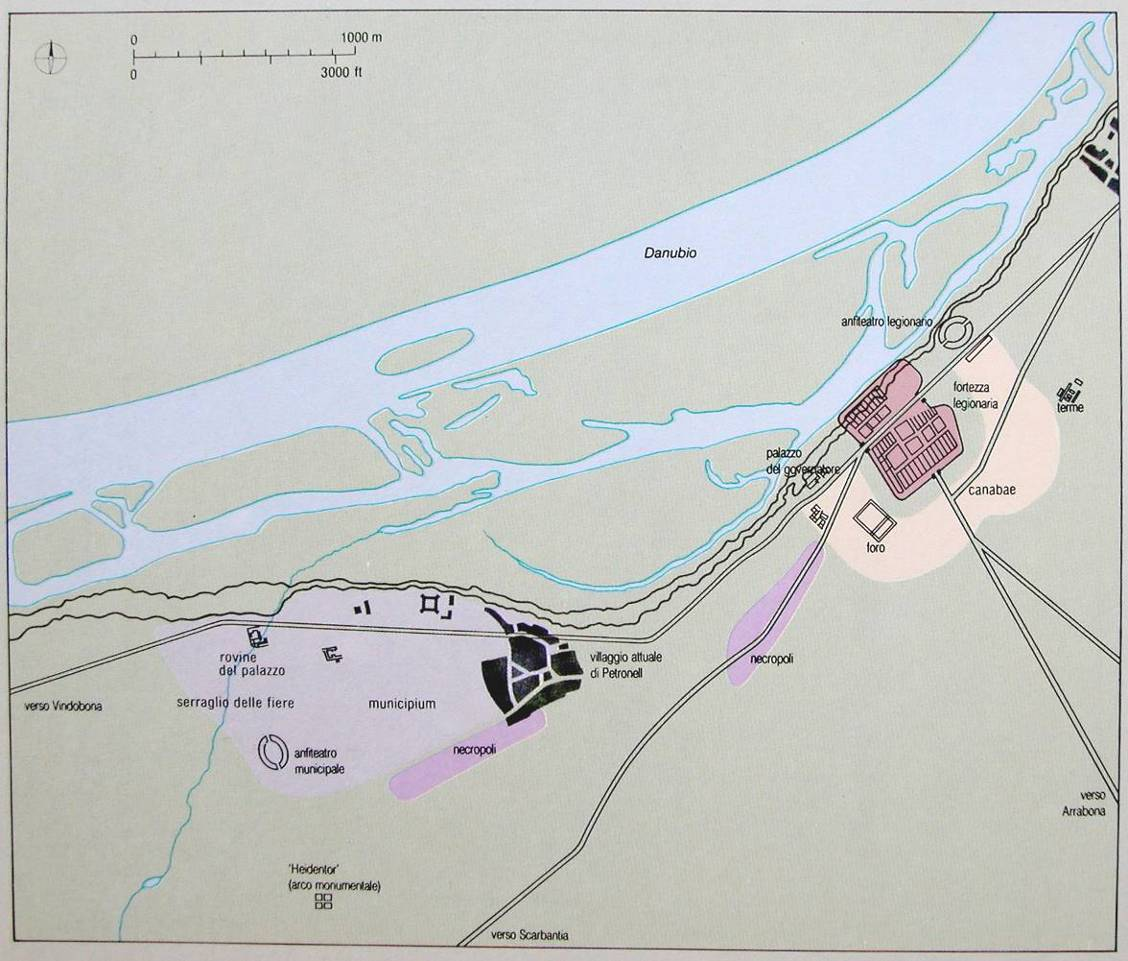 0 1000 m
0 3000 ft
Danubio
anfiteatro legionario
fortezza
legionaria
terme
palazzo
del governatore
canabae
foro
necropoli
villaggio attuale
di Petronell
rovine
del palazzo
serraglio delle fiere
municipium
verso Vindobona
anfiteatro
municipale
necropoli
verso
Arrabona
'Heidentor'
(arco monumentale)
verso Scarbantia